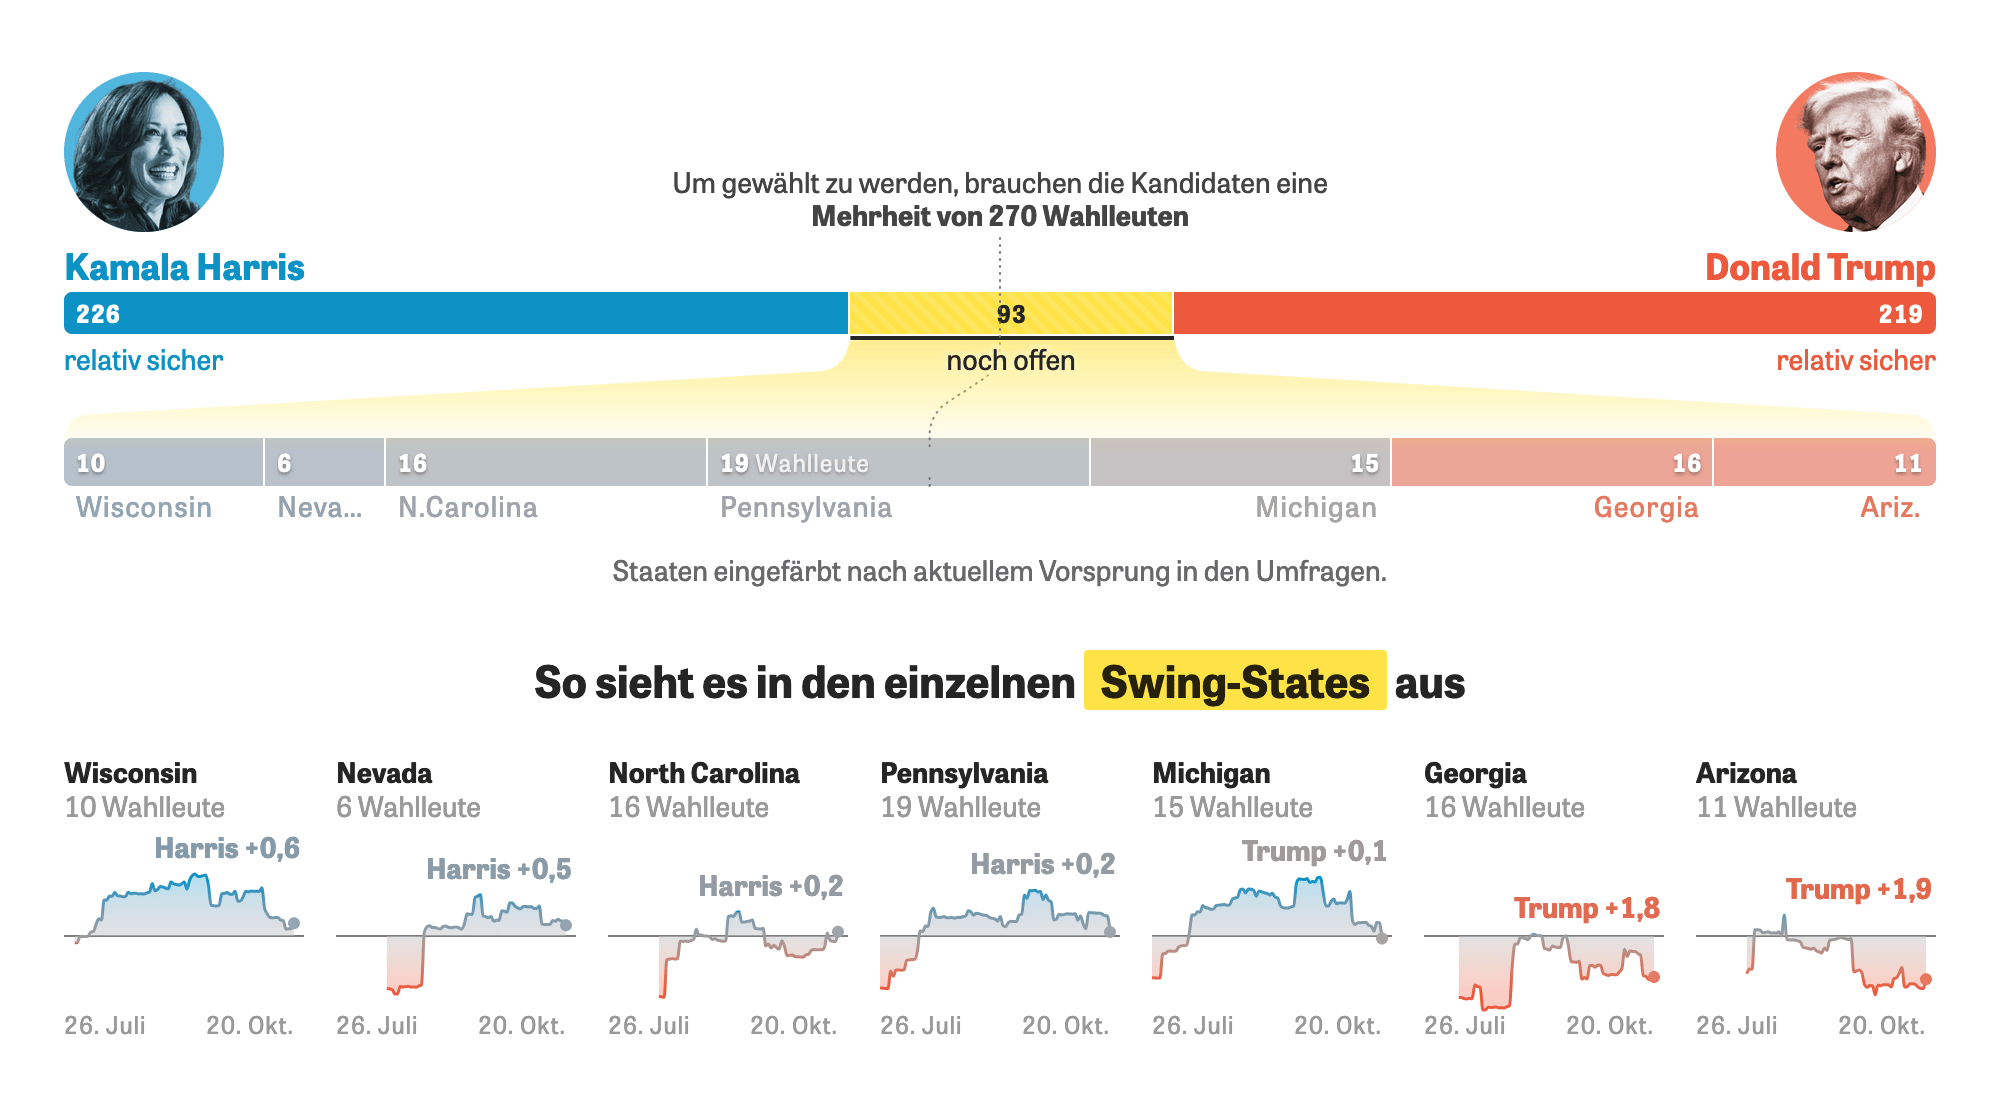 Um gewählt zu werden, brauchen die Kandidaten eine
Mehrheit von 270 Wahlleuten
Kamala Harris
Donald Trump
226
93
219
relativ sicher
noch offen
relativ sicher
10
6
16
19 Wahlleute
15
16
11
Wisconsin
Neva...
N.Carolina
Pennsylvania
Michigan
Georgia
Ariz.
Staaten eingefärbt nach aktuellem Vorsprung in den Umfragen.
So sieht es in den einzelnen Swing-States aus
Wisconsin
10 Wahlleute
Harris +0,6
26. Juli
20. Okt.
Nevada
6 Wahlleute
Harris +0,5
26. Juli
20. Okt.
North Carolina
16 Wahlleute
Harris +0,2
26. Juli
20. Okt.
Pennsylvania
19 Wahlleute
Harris +0,2
26. Juli
20. Okt.
Michigan
15 Wahlleute
Trump +0,1
26. Juli
20. Okt.
Georgia
16 Wahlleute
Trump +1,8
26. Juli
20. Okt.
Arizona
11 Wahlleute
Trump +1,9
26. Juli
20. Okt.